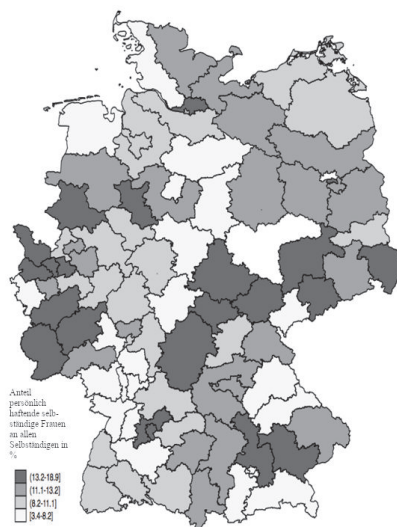 Anteil
persönlich
haftende selb-
ständige Frauen
an allen
Selbständigen in
%
(13.2-18.9]
(11.1-13.2]
(8.2-11.1]
[3.4-8.2]